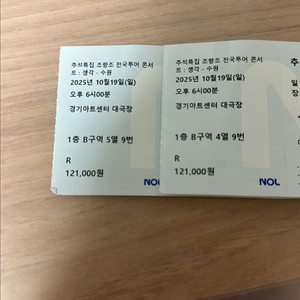 추석특집 조항조 전국투어 콘서
트 : 생각 - 수원
2025년 10월19일(일)
오후 6시00분
경기아트센터 대극장
1층 B구역 5열 9번
R
121,000원
NOL
추석특집 조항조 전국투어 콘서
트 : 생각 - 수원
2025년 10월19일(일)
오후 6시00분
경기아트센터 대극장
1층 B구역 4열 9번
R
121,000원
NOL
추
일
장